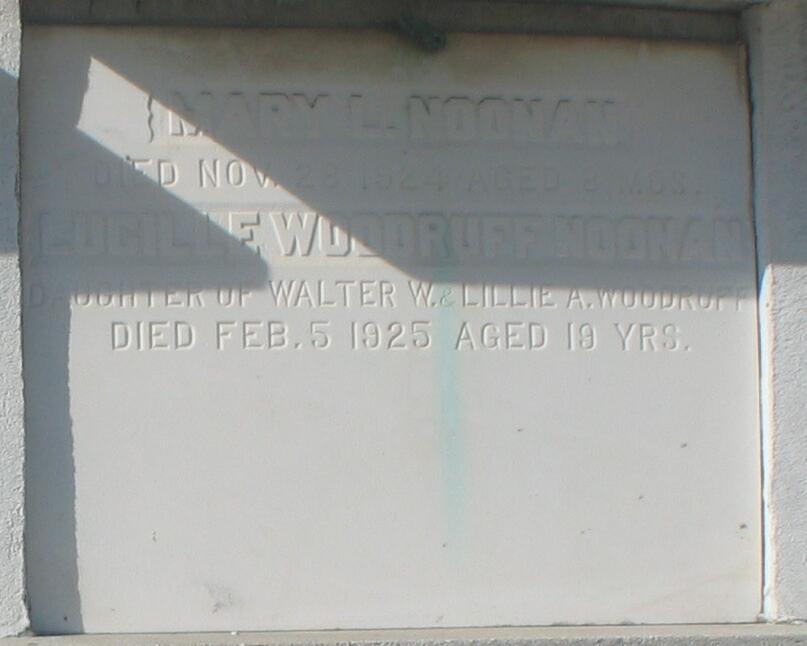 MARY L. NOONAN
DIED NOV. 28 1924 AGED 8 MOS.
LUCILLE WOODRUFF NOONAN
DAUGHTER OF WALTER W. & LILLIE A. WOODRUFF
DIED FEB. 5 1925 AGED 19 YRS.